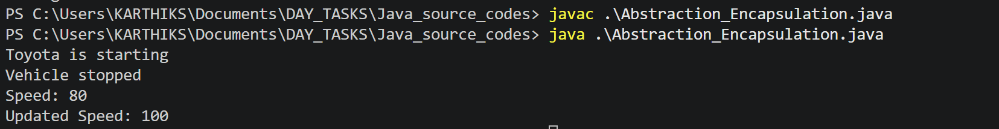 PS C:\Users\KARTHIKS\Documents\DAY_TASKS\Java_source_codes> javac .\Abstraction_Encapsulation.java
PS C:\Users\KARTHIKS\Documents\DAY_TASKS\Java_source_codes> java .\Abstraction_Encapsulation.java
Toyota is starting
Vehicle stopped
Speed: 80
Updated Speed: 100